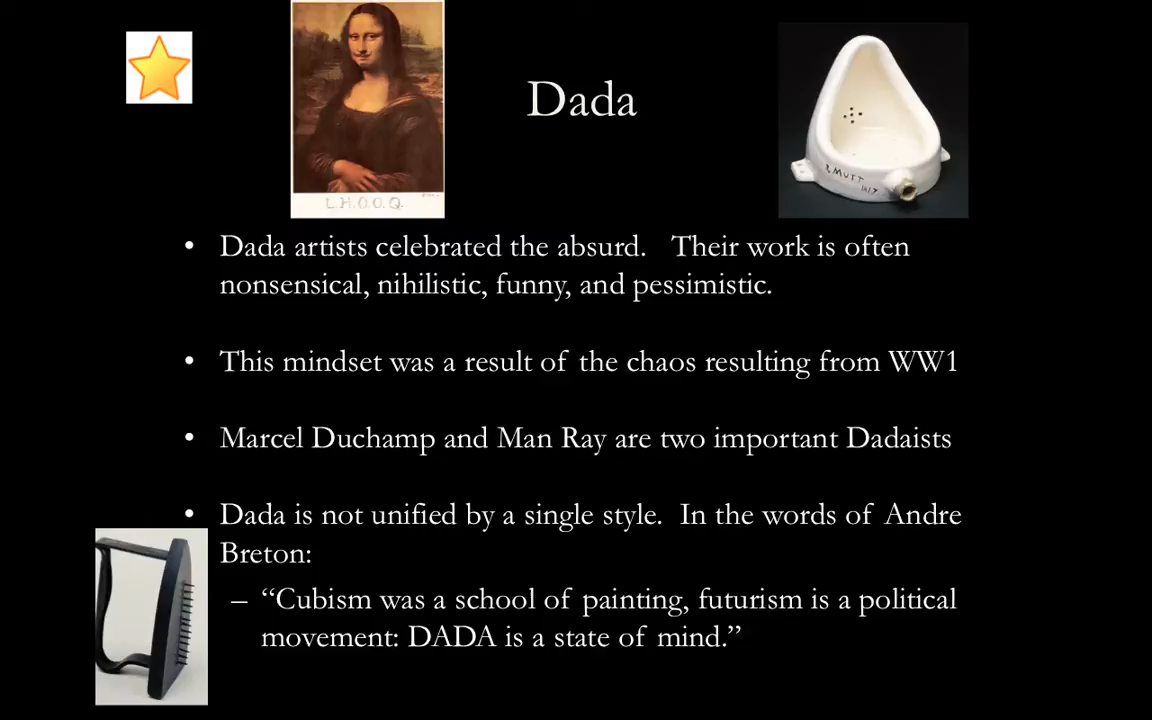 L.H.O.O.Q
Dada
R. MUTT
1917
• Dada artists celebrated the absurd. Their work is often
nonsensical, nihilistic, funny, and pessimistic.
• This mindset was a result of the chaos resulting from WW1
• Marcel Duchamp and Man Ray are two important Dadaists
• Dada is not unified by a single style. In the words of Andre
Breton:
– “Cubism was a school of painting, futurism is a political
movement: DADA is a state of mind.”